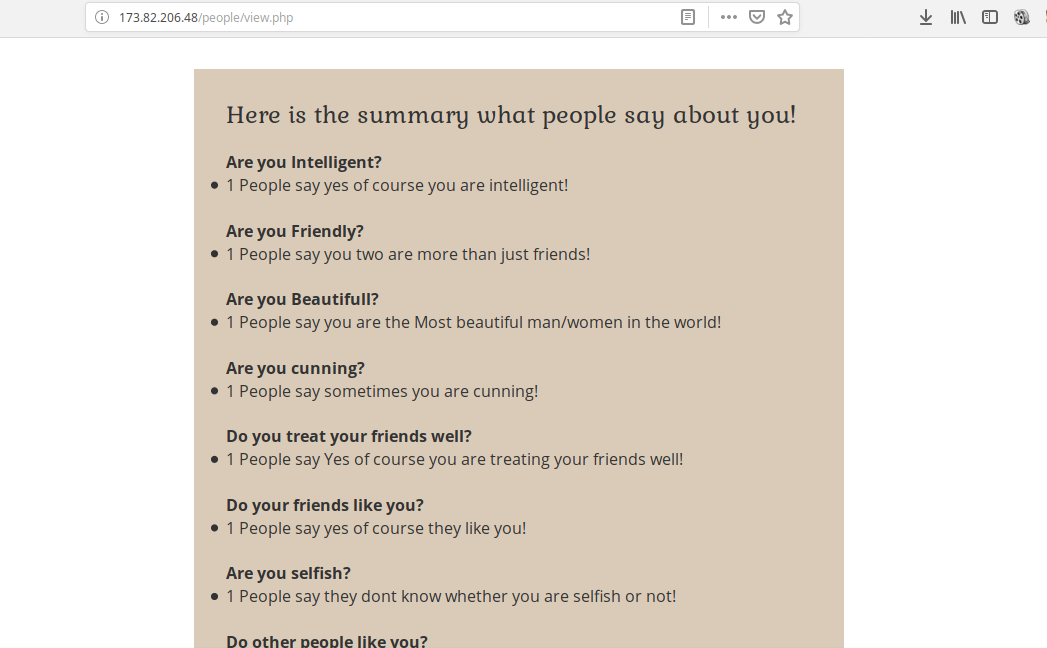 173.82.206.48/people/view.php
Here is the summary what people say about you!
Are you Intelligent?
1 People say yes of course you are intelligent!
Are you Friendly?
1 People say you two are more than just friends!
Are you Beautifull?
1 People say you are the Most beautiful man/women in the world!
Are you cunning?
1 People say sometimes you are cunning!
Do you treat your friends well?
1 People say Yes of course you are treating your friends well!
Do your friends like you?
1 People say yes of course they like you!
Are you selfish?
1 People say they dont know whether you are selfish or not!
Do other people like you?